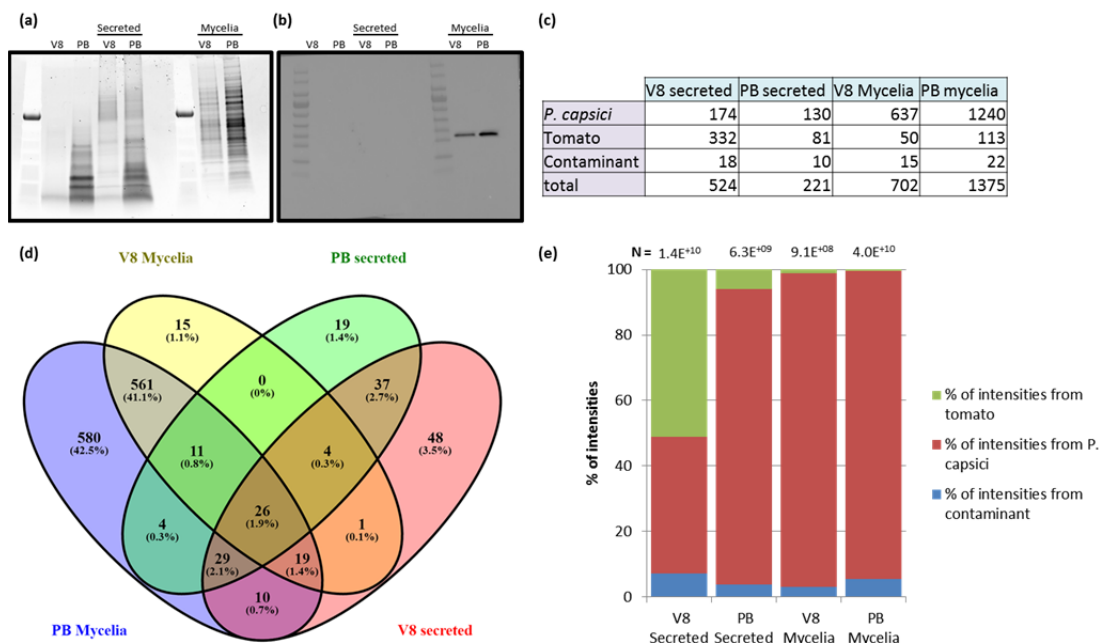 (a)
Secreted
Mycelia
V8 PB V8 PB V8 PB
(b)
Secreted
Mycelia
V8 PB V8 PB V8 PB
(c)
V8 secreted PB secreted V8 Mycelia PB mycelia
P. capsici 174 130 637 1240
Tomato 332 81 50 113
Contaminant 18 10 15 22
total 524 221 702 1375
(d)
V8 Mycelia PB secreted
15
(1.1%)
19
(1.4%)
561
(41.1%)
0
(0%)
37
(2.7%)
580
(42.5%)
11
(0.8%)
4
(0.3%)
48
(3.5%)
26
(1.9%)
4
(0.3%)
1
(0.1%)
29
(2.1%)
19
(1.4%)
10
(0.7%)
PB Mycelia V8 secreted
(e)
N = 1.4E+10 6.3E+09 9.1E+08 4.0E+10
% of intensities
100
80
60
40
20
0
V8 Secreted
PB Secreted
V8 Mycelia
PB Mycelia
% of intensities from tomato
% of intensities from P. capsici
% of intensities from contaminant